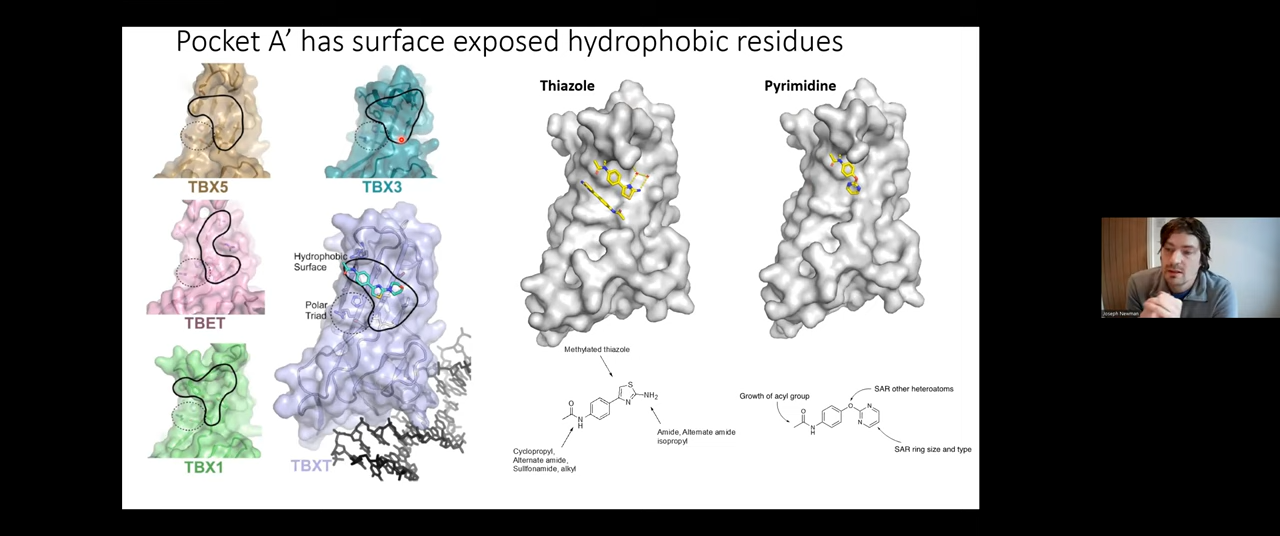 Pocket A’ has surface exposed hydrophobic residues
TBX5
TBX3
TBET
TBX1
Hydrophobic
Surface
Polar
Triad
TBXT
Thiazole
Pyrimidine
Methylated thiazole
S
N
NH2
O
N
H
Amide, Alternate amide
isopropyl
Cyclopropyl,
Alternate amide,
Sullfonamide, alkyl
Growth of acyl group
SAR other heteroatoms
O
N
N
O
N
H
SAR ring size and type
Joseph Newman